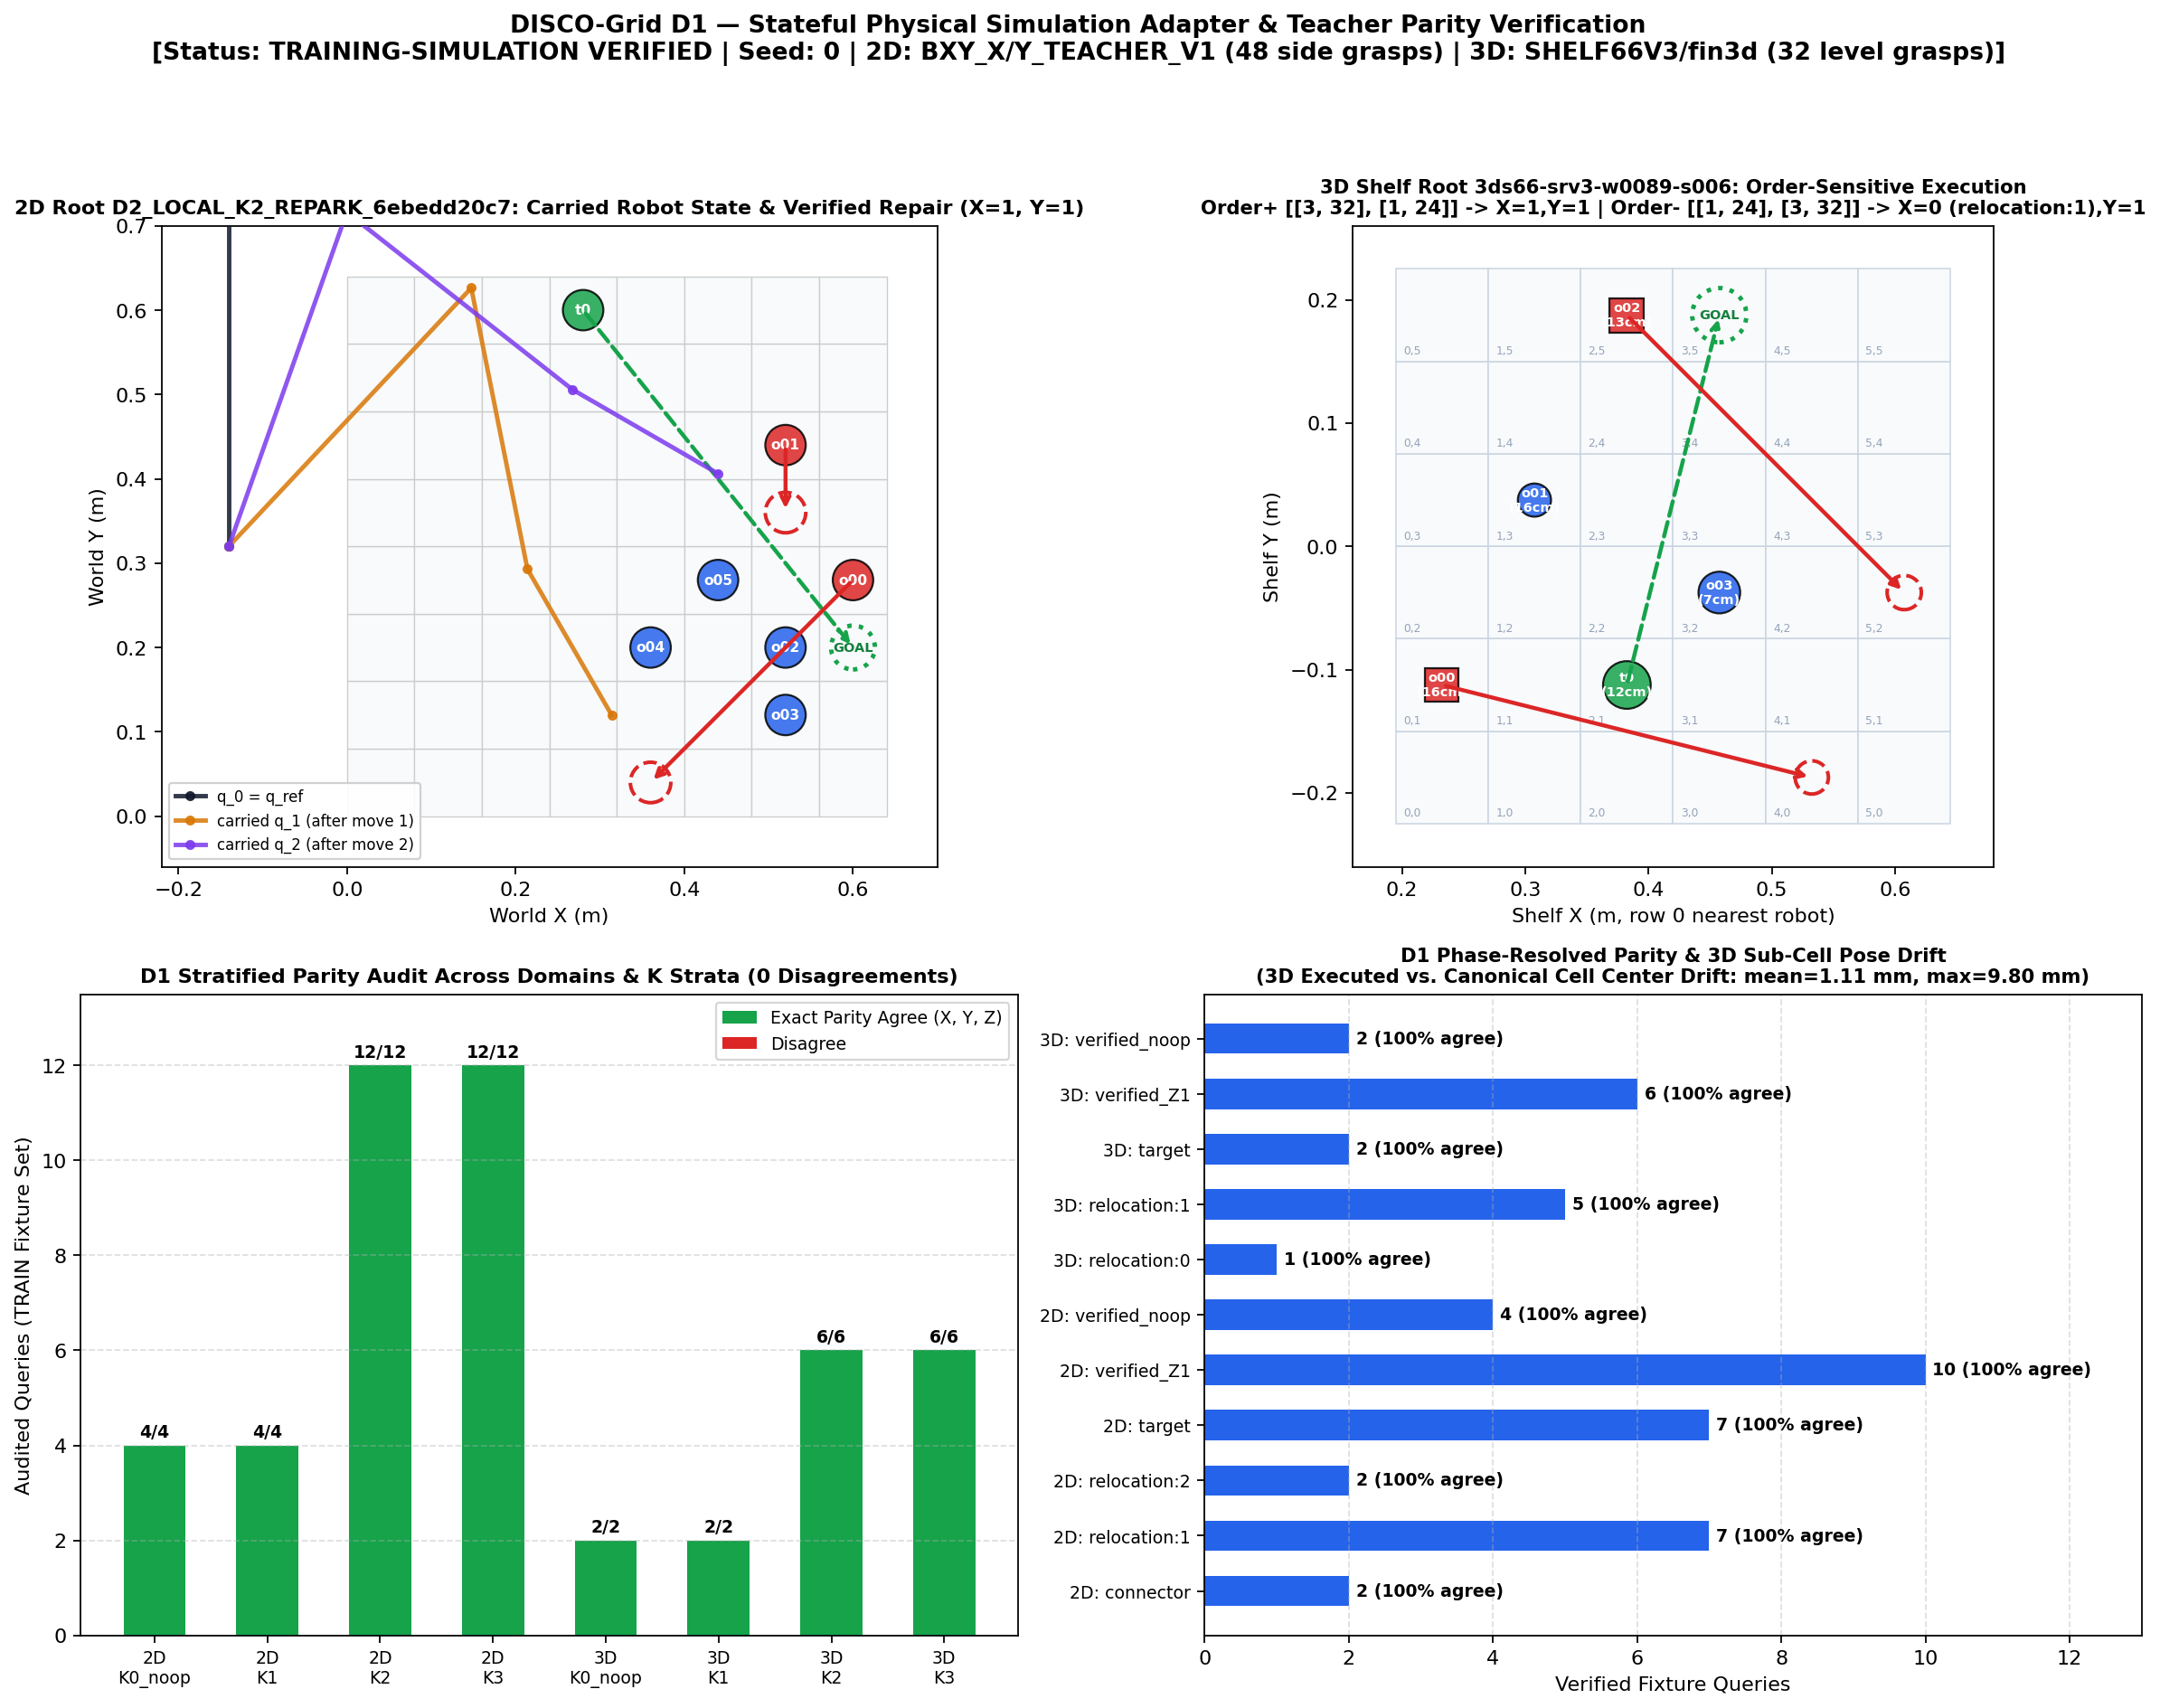 DISCO-Grid D1 — Stateful Physical Simulation Adapter & Teacher Parity Verification
[Status: TRAINING-SIMULATION VERIFIED | Seed: 0 | 2D: BXY_X/Y_TEACHER_V1 (48 side grasps) | 3D: SHELF66V3/fin3d (32 level grasps)]
2D Root D2_LOCAL_K2_REPARK_6ebedd20c7: Carried Robot State & Verified Repair (X=1, Y=1)
0.7
0.6
0.5
0.4
0.3
0.2
0.1
0.0
World Y (m)
t0
o01
o05
o00
o04
o02
GOAL
o03
q_0 = q_ref
carried q_1 (after move 1)
carried q_2 (after move 2)
−0.2
0.0
0.2
0.4
0.6
World X (m)
3D Shelf Root 3ds66-srv3-w0089-s006: Order-Sensitive Execution
Order+ [[3, 32], [1, 24]] -> X=1,Y=1 | Order- [[1, 24], [3, 32]] -> X=0 (relocation:1),Y=1
0.2
0.1
0.0
−0.1
−0.2
Shelf Y (m)
o02
13cm
GOAL
0,5 1,5 2,5 3,5 4,5 5,5
0,4 1,4 2,4 3,4 4,4 5,4
o01
16cm
0,3 1,3 2,3 3,3 4,3 5,3
o03
(7cm)
0,2 1,2 2,2 3,2 4,2 5,2
o00
16cm
t0
(12cm)
0,1 1,1 2,1 3,1 4,1 5,1
0,0 1,0 2,0 3,0 4,0 5,0
0.2
0.3
0.4
0.5
0.6
Shelf X (m, row 0 nearest robot)
D1 Stratified Parity Audit Across Domains & K Strata (0 Disagreements)
Exact Parity Agree (X, Y, Z)
Disagree
Audited Queries (TRAIN Fixture Set)
12
10
8
6
4
2
0
4/4
4/4
12/12
12/12
2/2
2/2
6/6
6/6
2D
K0_noop
2D
K1
2D
K2
2D
K3
3D
K0_noop
3D
K1
3D
K2
3D
K3
D1 Phase-Resolved Parity & 3D Sub-Cell Pose Drift
(3D Executed vs. Canonical Cell Center Drift: mean=1.11 mm, max=9.80 mm)
3D: verified_noop
2 (100% agree)
3D: verified_Z1
6 (100% agree)
3D: target
2 (100% agree)
3D: relocation:1
5 (100% agree)
3D: relocation:0
1 (100% agree)
2D: verified_noop
4 (100% agree)
2D: verified_Z1
10 (100% agree)
2D: target
7 (100% agree)
2D: relocation:2
2 (100% agree)
2D: relocation:1
7 (100% agree)
2D: connector
2 (100% agree)
0
2
4
6
8
10
12
Verified Fixture Queries